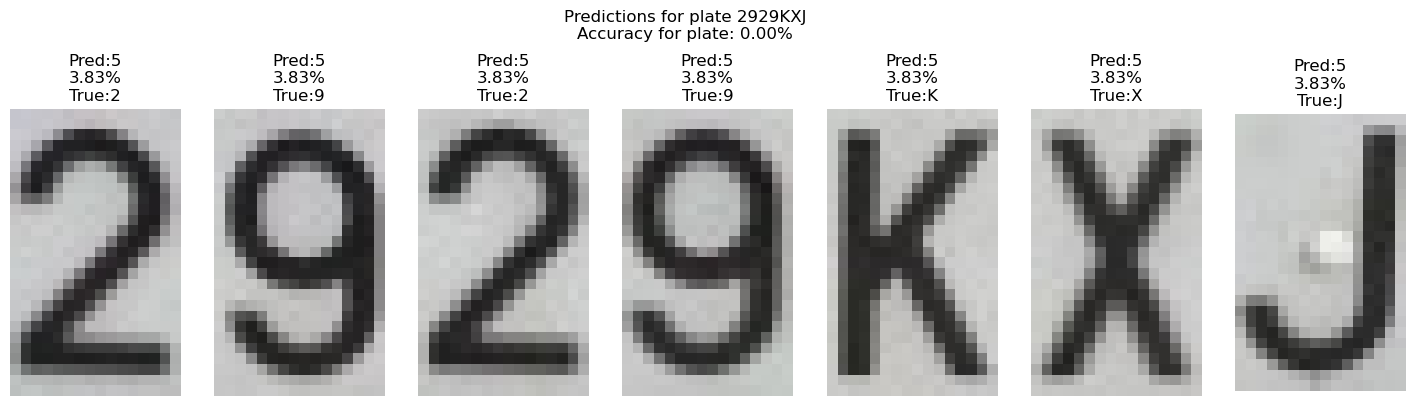 Predictions for plate 2929KXJ
Accuracy for plate: 0.00%
Pred:5 Pred:5 Pred:5 Pred:5 Pred:5 Pred:5 Pred:5
3.83% 3.83% 3.83% 3.83% 3.83% 3.83% 3.83%
True:2 True:9 True:2 True:9 True:K True:X True:J
2 9 2 9 K X J